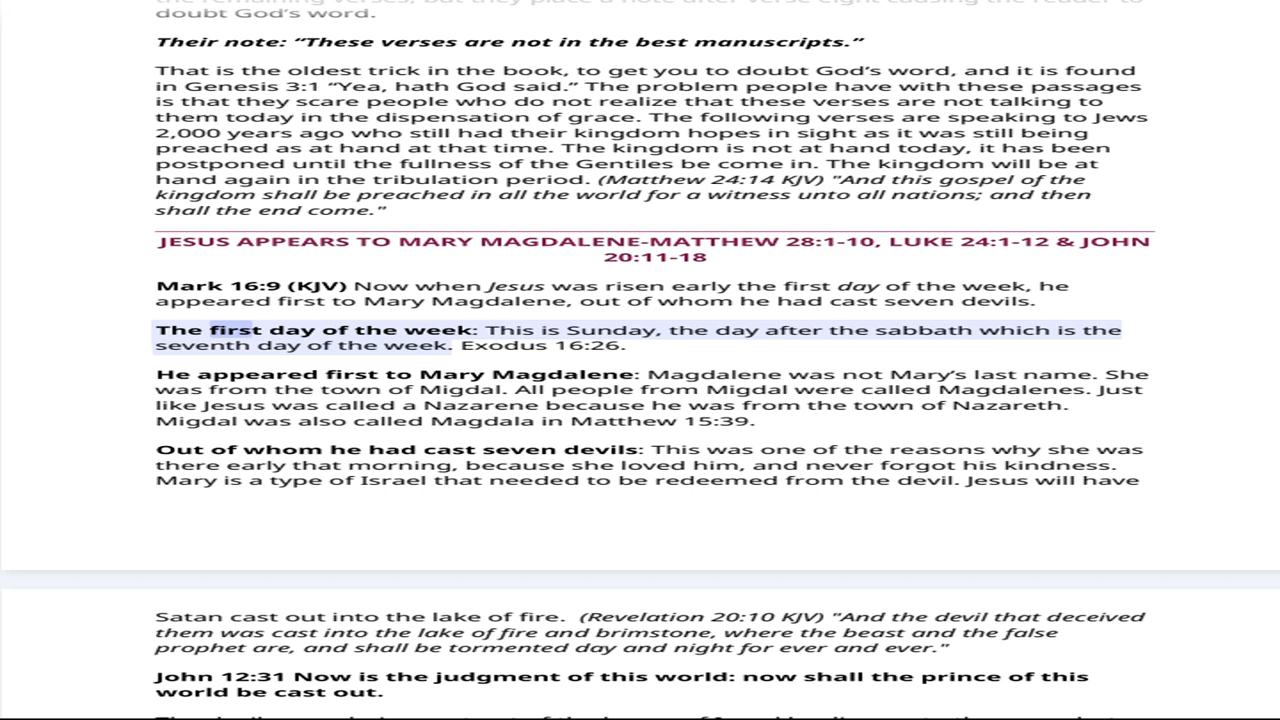 the remaining verses, but they place a note after verse eight causing the reader to
doubt God's word.
Their note: “These verses are not in the best manuscripts.”
That is the oldest trick in the book, to get you to doubt God's word, and it is found
in Genesis 3:1 “Yea, hath God said.” The problem people have with these passages
is that they scare people who do not realize that these verses are not talking to
them today in the dispensation of grace. The following verses are speaking to Jews
2,000 years ago who still had their kingdom hopes in sight as it was still being
preached as at hand at that time. The kingdom is not at hand today, it has been
postponed until the fullness of the Gentiles be come in. The kingdom will be at
hand again in the tribulation period. (Matthew 24:14 KJV) "And this gospel of the
kingdom shall be preached in all the world for a witness unto all nations; and then
shall the end come."
JESUS APPEARS TO MARY MAGDALENE-MATTHEW 28:1-10, LUKE 24:1-12 & JOHN
20:11-18
Mark 16:9 (KJV) Now when Jesus was risen early the first day of the week, he
appeared first to Mary Magdalene, out of whom he had cast seven devils.
The first day of the week: This is Sunday, the day after the sabbath which is the
seventh day of the week. Exodus 16:26.
He appeared first to Mary Magdalene: Magdalene was not Mary's last name. She
was from the town of Migdal. All people from Migdal were called Magdalenes. Just
like Jesus was called a Nazarene because he was from the town of Nazareth.
Migdal was also called Magdala in Matthew 15:39.
Out of whom he had cast seven devils: This was one of the reasons why she was
there early that morning, because she loved him, and never forgot his kindness.
Mary is a type of Israel that needed to be redeemed from the devil. Jesus will have
Satan cast out into the lake of fire. (Revelation 20:10 KJV) "And the devil that deceived
them was cast into the lake of fire and brimstone, where the beast and the false
prophet are, and shall be tormented day and night for ever and ever."
John 12:31 Now is the judgment of this world: now shall the prince of this
world be cast out.